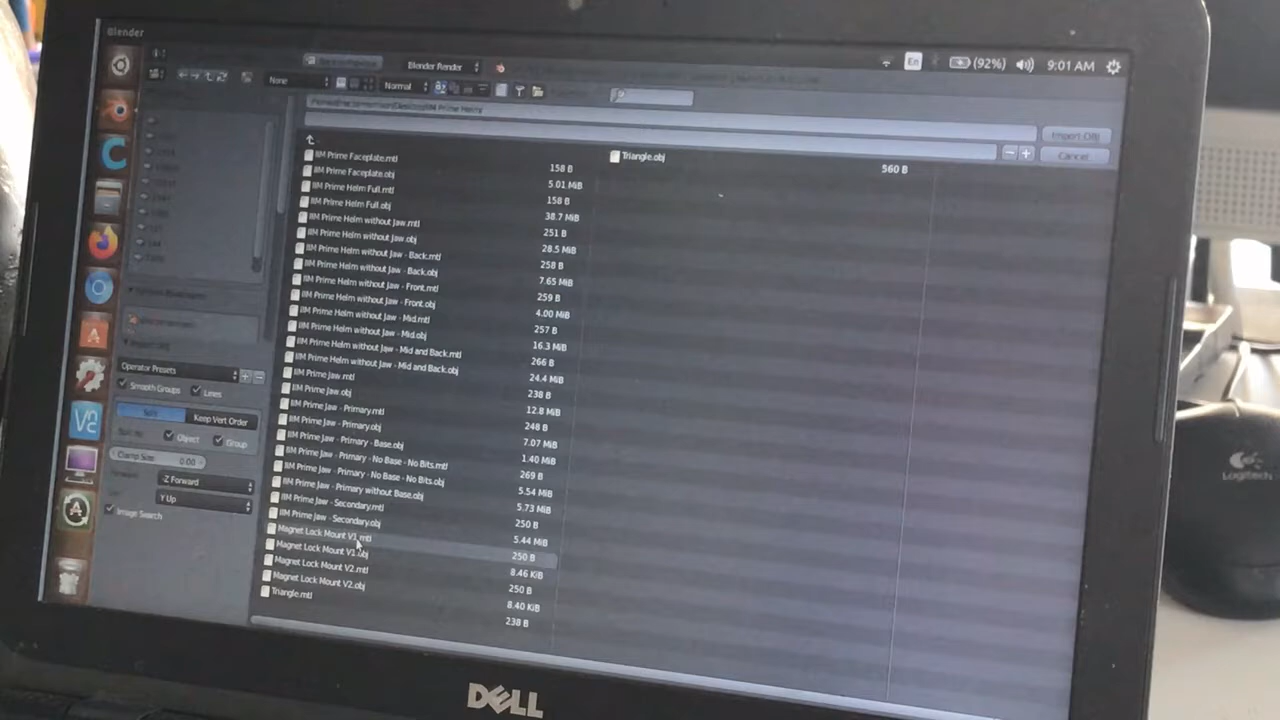 Blender
Blender Render
En
(92%)
9:01 AM
None
Normal
Import OBJ
Cancel
IIM Prime Faceplate.mtl 158 B
IIM Prime Faceplate.obj 5.01 MiB
IIM Prime Helm Full.mtl 158 B
IIM Prime Helm Full.obj 38.7 MiB
IIM Prime Helm without Jaw.mtl 251 B
IIM Prime Helm without Jaw.obj 28.5 MiB
IIM Prime Helm without Jaw - Back.mtl 258 B
IIM Prime Helm without Jaw - Back.obj 7.65 MiB
IIM Prime Helm without Jaw - Front.mtl 259 B
IIM Prime Helm without Jaw - Front.obj 4.00 MiB
IIM Prime Helm without Jaw - Mid.mtl 257 B
IIM Prime Helm without Jaw - Mid.obj 16.3 MiB
IIM Prime Helm without Jaw - Mid and Back.mtl 266 B
IIM Prime Helm without Jaw - Mid and Back.obj 24.4 MiB
IIM Prime Jaw.mtl 238 B
IIM Prime Jaw.obj 12.8 MiB
IIM Prime Jaw - Primary.mtl 248 B
IIM Prime Jaw - Primary.obj 7.07 MiB
IIM Prime Jaw - Primary - Base.obj 1.40 MiB
IIM Prime Jaw - Primary - No Base - No Bits.mtl 269 B
IIM Prime Jaw - Primary - No Base - No Bits.obj 5.54 MiB
IIM Prime Jaw - Primary without Base.obj 5.73 MiB
IIM Prime Jaw - Secondary.mtl 250 B
IIM Prime Jaw - Secondary.obj 5.44 MiB
Magnet Lock Mount V1.mtl 250 B
Magnet Lock Mount V1.obj 8.46 KiB
Magnet Lock Mount V2.mtl 250 B
Magnet Lock Mount V2.obj 8.40 KiB
Triangle.mtl 238 B
Triangle.obj 560 B
Operator Presets
Smooth Groups Lines
Split Keep Vert Order
Split by: Object Group
Clamp Size 0.00
-Z Forward
Y Up
Image Search
DELL
Logitech